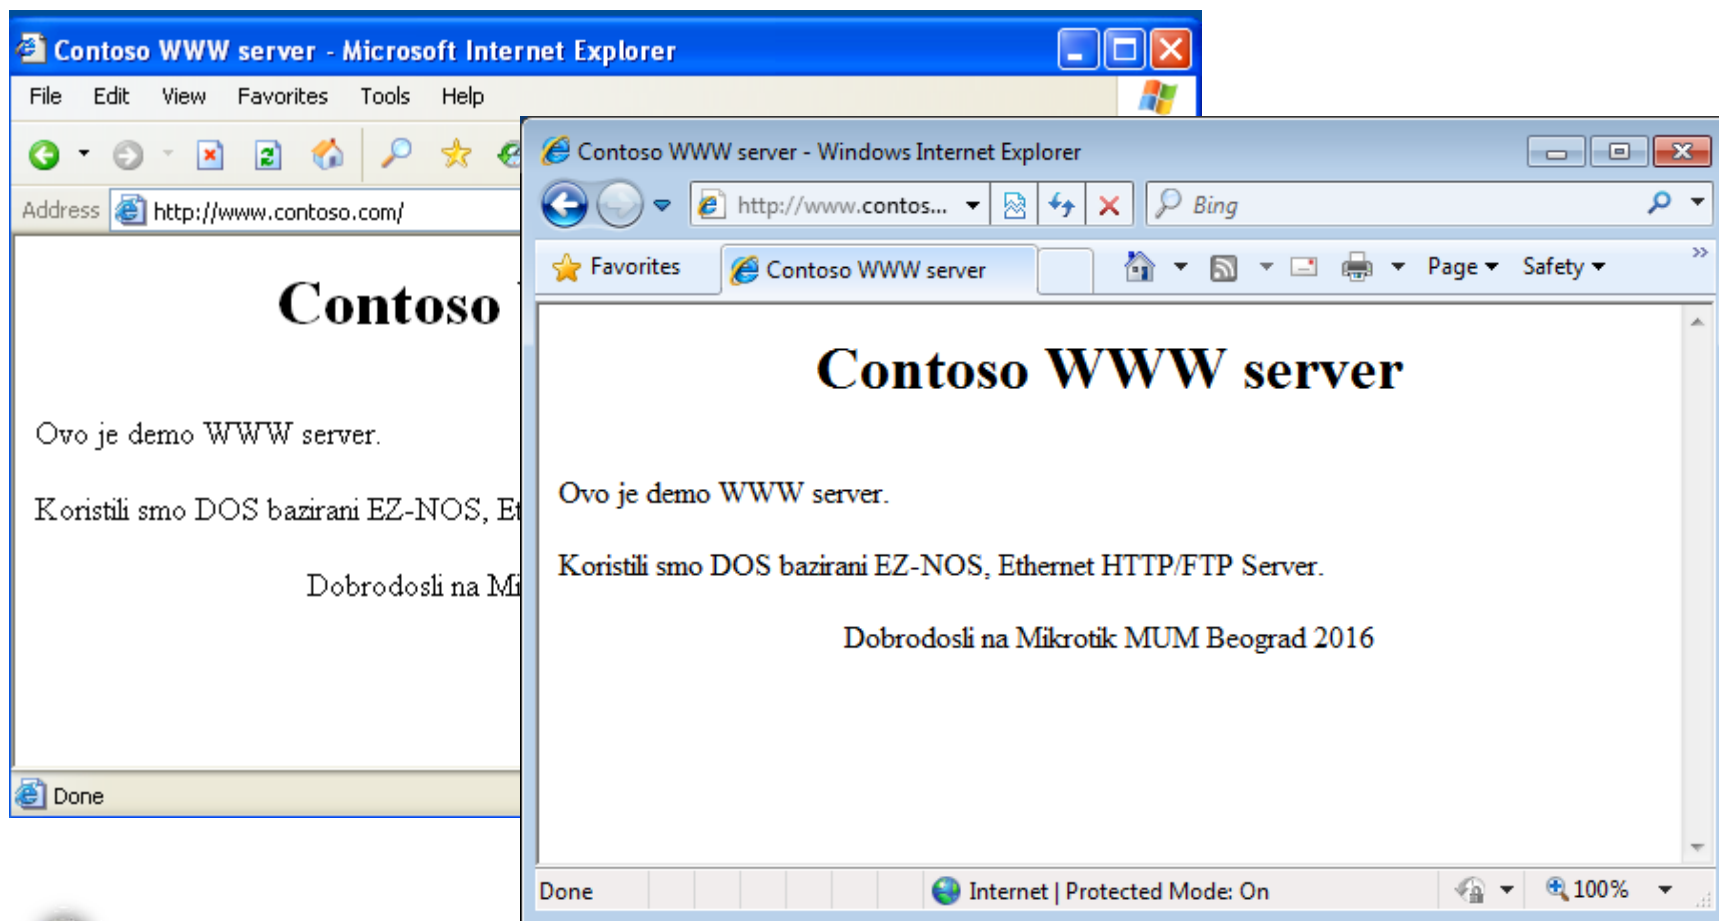 Contoso WWW server - Microsoft Internet Explorer
File Edit View Favorites Tools Help
Address http://www.contoso.com/
Contoso
Ovo je demo WWW server.
Koristili smo DOS bazirani EZ-NOS, Et
Dobrodosli na Mi
Done
Contoso WWW server - Windows Internet Explorer
http://www.contos... Bing
Favorites Contoso WWW server Page Safety »
Contoso WWW server
Ovo je demo WWW server.
Koristili smo DOS bazirani EZ-NOS, Ethernet HTTP/FTP Server.
Dobrodosli na Mikrotik MUM Beograd 2016
Done Internet | Protected Mode: On 100%